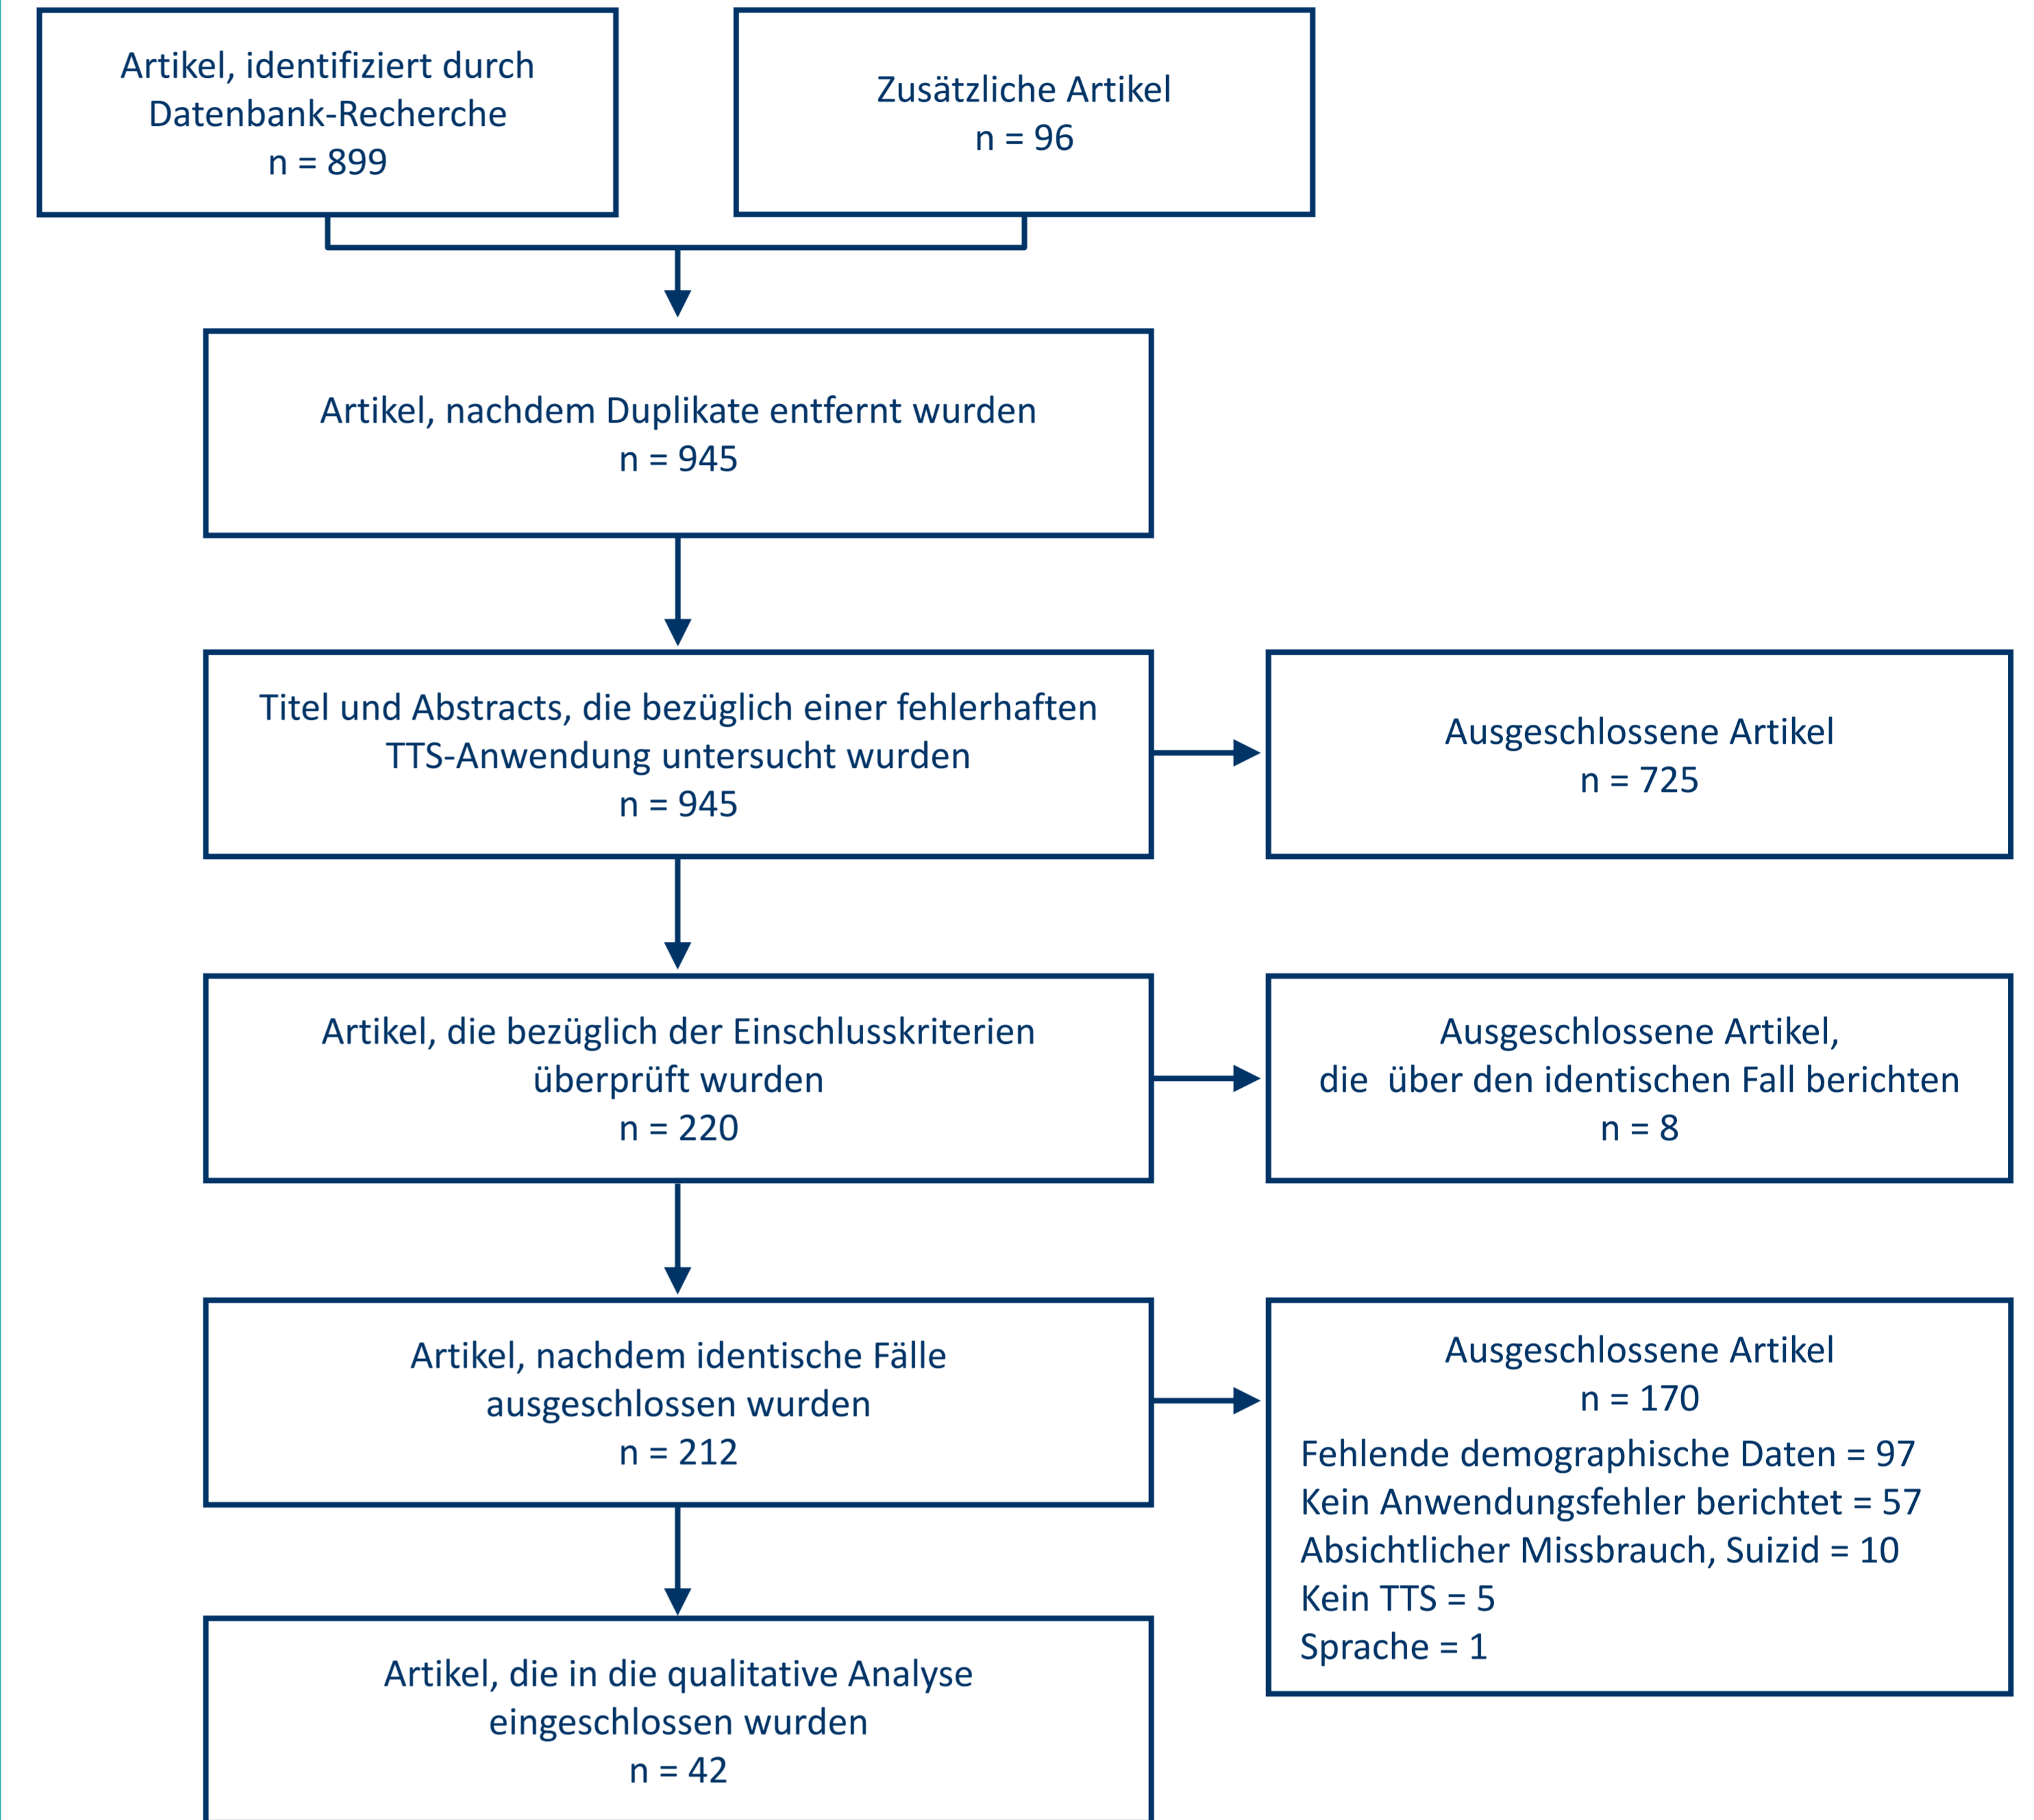 Artikel, identifiziert durch
Datenbank-Recherche
n = 899
Zusätzliche Artikel
n = 96
Artikel, nachdem Duplikate entfernt wurden
n = 945
Titel und Abstracts, die bezüglich einer fehlerhaften
TTS-Anwendung untersucht wurden
n = 945
Ausgeschlossene Artikel
n = 725
Artikel, die bezüglich der Einschlusskriterien
überprüft wurden
n = 220
Ausgeschlossene Artikel,
die über den identischen Fall berichten
n = 8
Artikel, nachdem identische Fälle
ausgeschlossen wurden
n = 212
Ausgeschlossene Artikel
n = 170
Fehlende demographische Daten = 97
Kein Anwendungsfehler berichtet = 57
Absichtlicher Missbrauch, Suizid = 10
Kein TTS = 5
Sprache = 1
Artikel, die in die qualitative Analyse
eingeschlossen wurden
n = 42